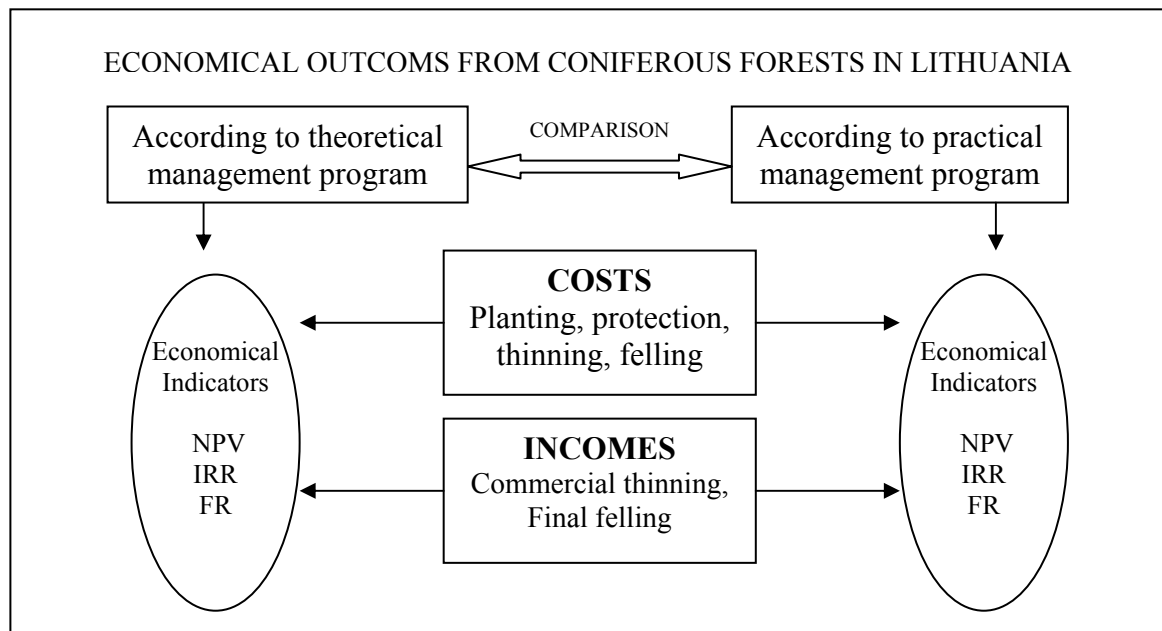 ECONOMICAL OUTCOMS FROM CONIFEROUS FORESTS IN LITHUANIA
According to theoretical
management program
COMPARISON
According to practical
management program
COSTS
Planting, protection,
thinning, felling
Economical
Indicators
NPV
IRR
FR
INCOMES
Commercial thinning,
Final felling
Economical
Indicators
NPV
IRR
FR